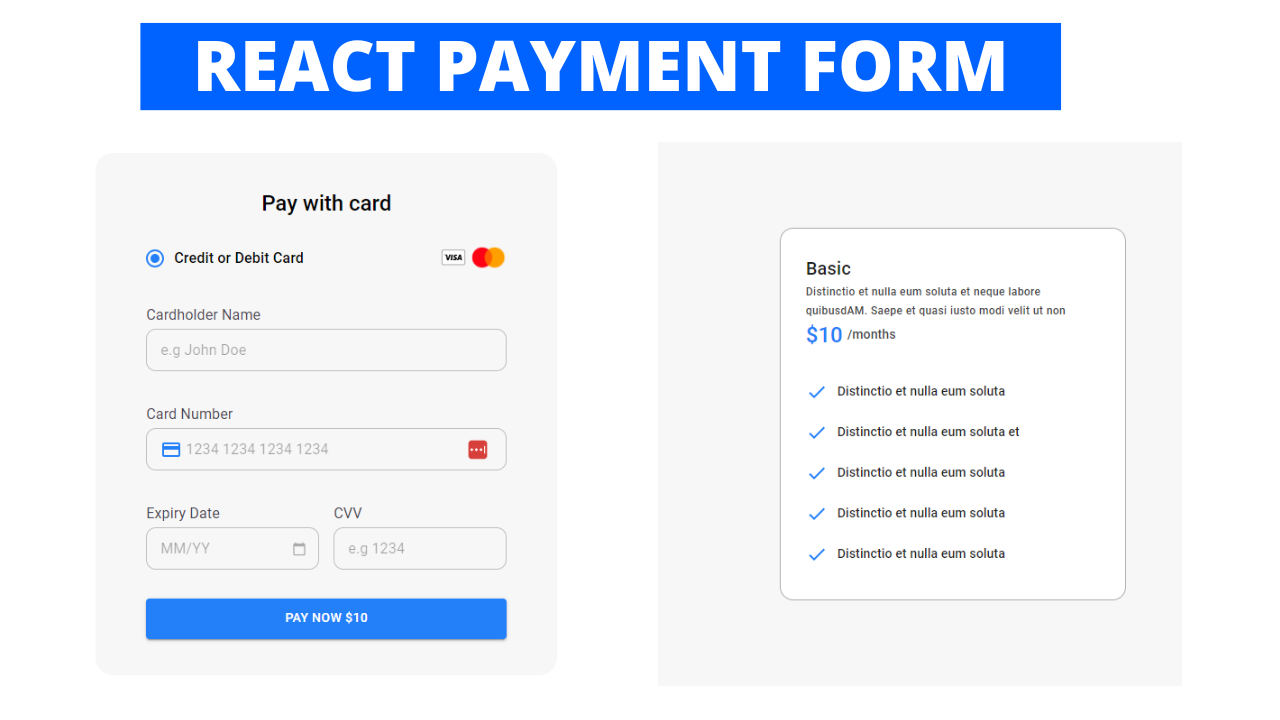 REACT PAYMENT FORM
Pay with card
Credit or Debit Card
VISA
Cardholder Name
e.g John Doe
Card Number
1234 1234 1234 1234
Expiry Date
CVV
MM/YY
e.g 1234
PAY NOW $10
Basic
Distinctio et nulla eum soluta et neque labore
quibusdAM. Saepe et quasi iusto modi velit ut non
$10 /months
Distinctio et nulla eum soluta
Distinctio et nulla eum soluta et
Distinctio et nulla eum soluta
Distinctio et nulla eum soluta
Distinctio et nulla eum soluta